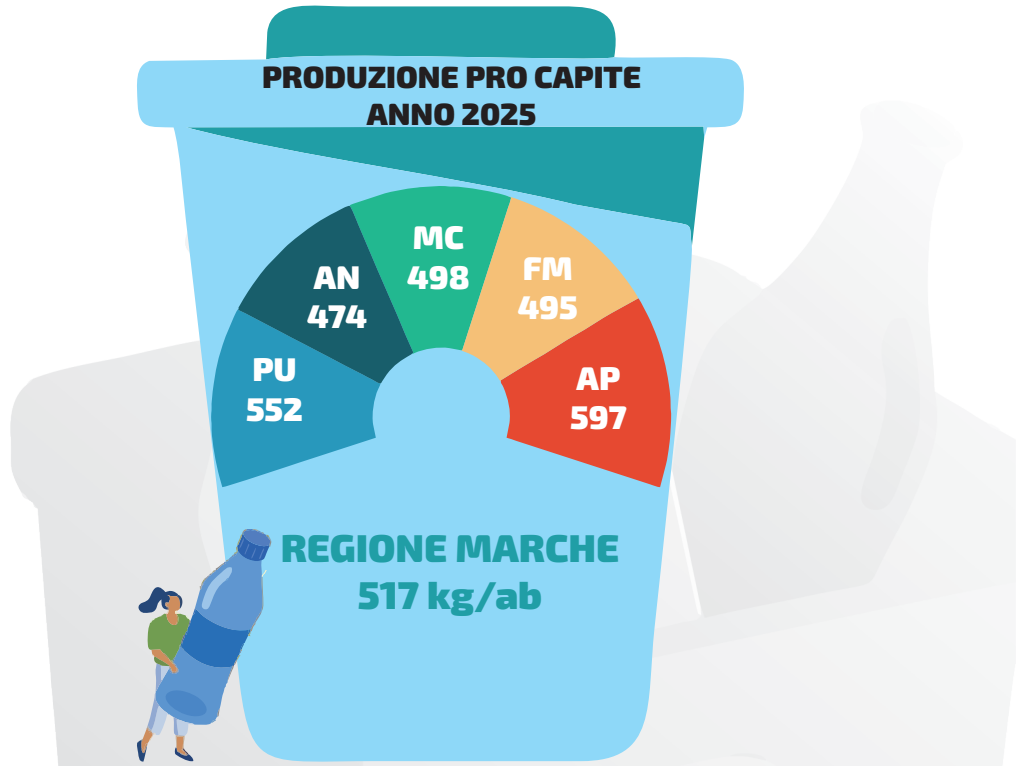 PRODUZIONE PRO CAPITE
ANNO 2025
PU
552
AN
474
MC
498
FM
495
AP
597
REGIONE MARCHE
517 kg/ab